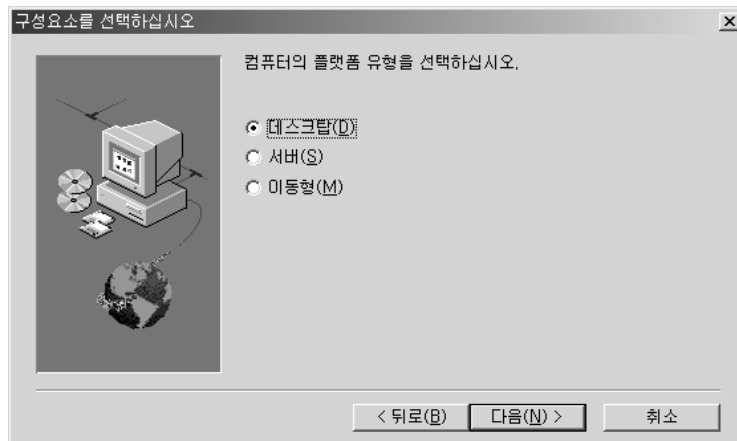 구성요소를 선택하십시오
컴퓨터의 플랫폼 유형을 선택하십시오.
데스크탑(D)
서버(S)
이동형(M)
< 뒤로(B)
다음(N) >
취소